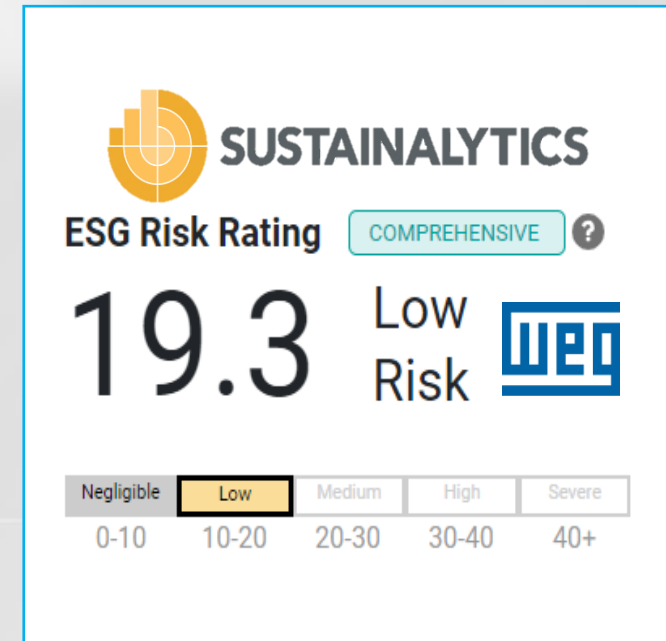 SUSTAINALYTICS
ESG Risk Rating COMPREHENSIVE ?
19.3 Low Risk weg
Negligible Low Medium High Severe
0-10 10-20 20-30 30-40 40+